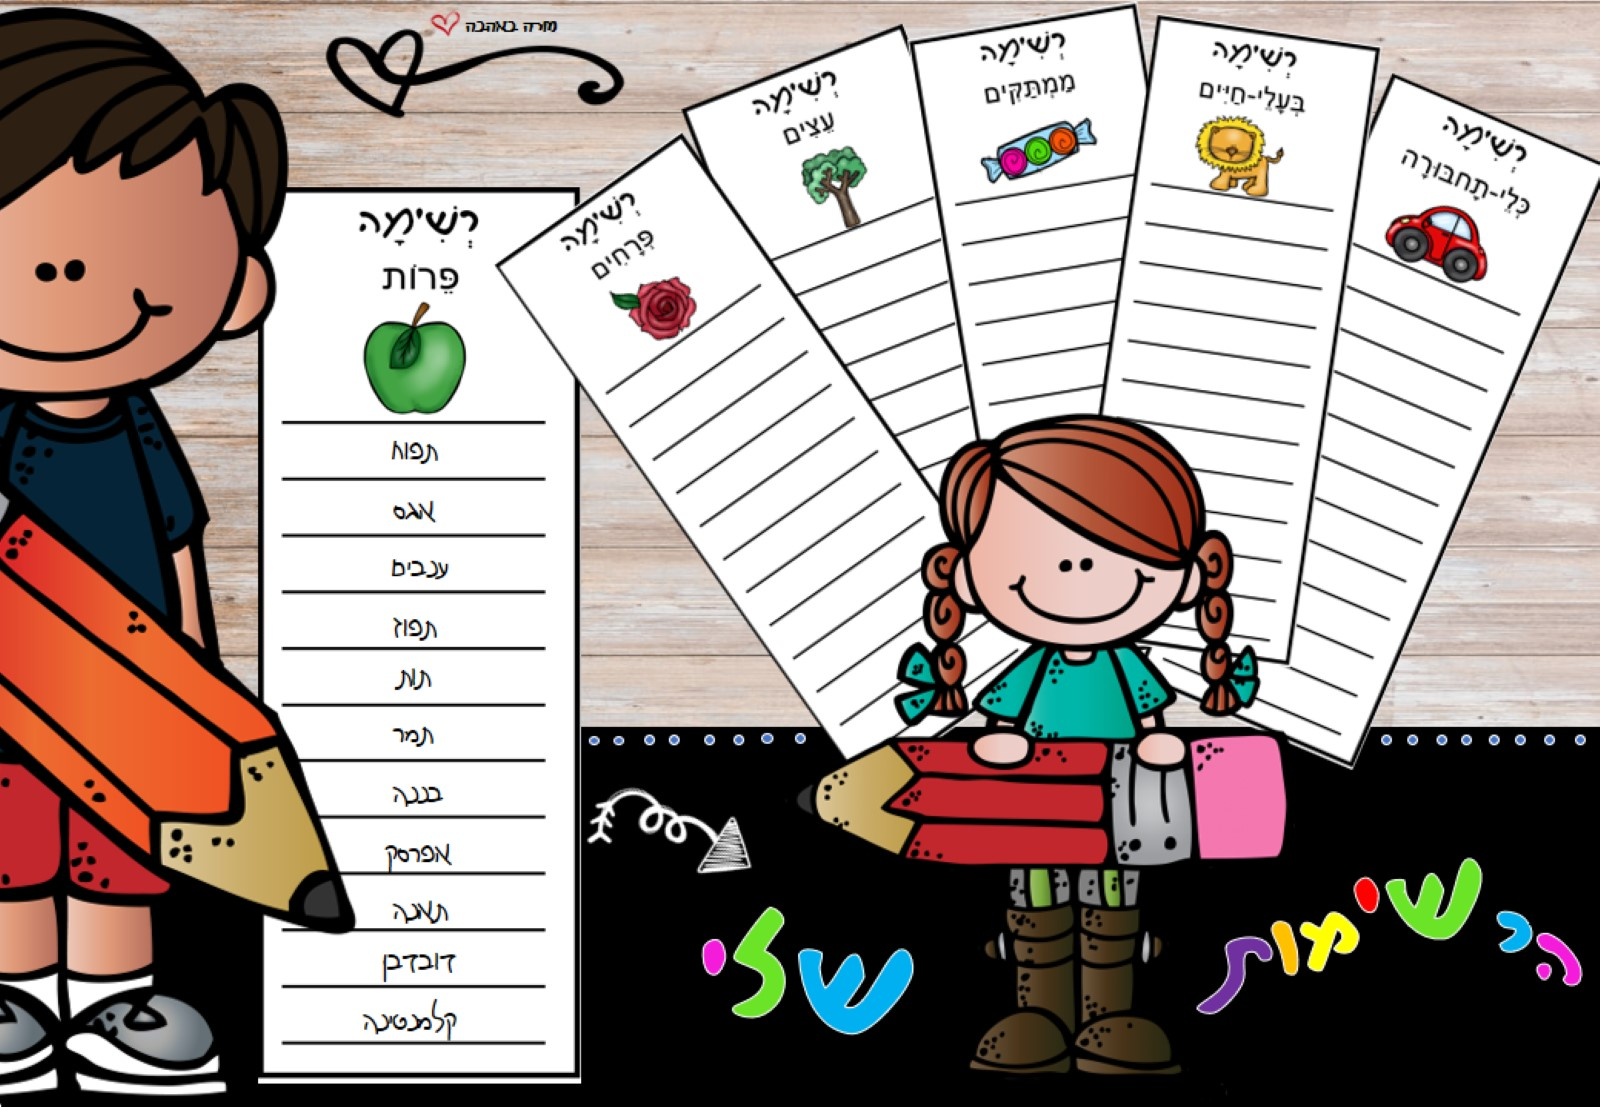 מורה באהבה
רְשִׁימָה
פֵּרוֹת
תפוח
אגס
ענבים
תפוז
תות
תמר
בננה
אפרסק
תאנה
דובדבן
קלמנטינה
רְשִׁימָה
פְּרָחִים
רְשִׁימָה
עֵצִים
רְשִׁימָה
מַמְתַּקִּים
רְשִׁימָה
בַּעֲלֵי-חַיִּים
רְשִׁימָה
כְּלֵי-תַחבּוּרָה
הרשימות
שלי